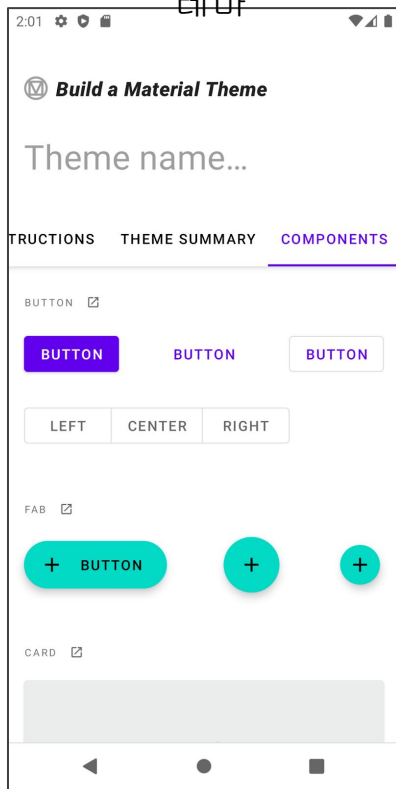 2:01
Build a Material Theme
Theme name...
TRUCTIONS THEME SUMMARY COMPONENTS
BUTTON
BUTTON BUTTON BUTTON
LEFT CENTER RIGHT
FAB
+ BUTTON + +
CARD